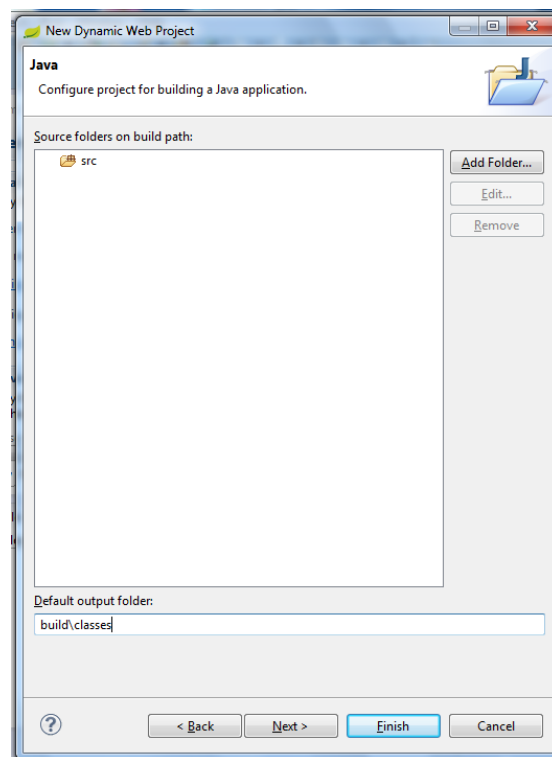 New Dynamic Web Project
Java
Configure project for building a Java application.
Source folders on build path:
src
Add Folder...
Edit...
Remove
Default output folder:
build\classes
?
< Back
Next >
Finish
Cancel